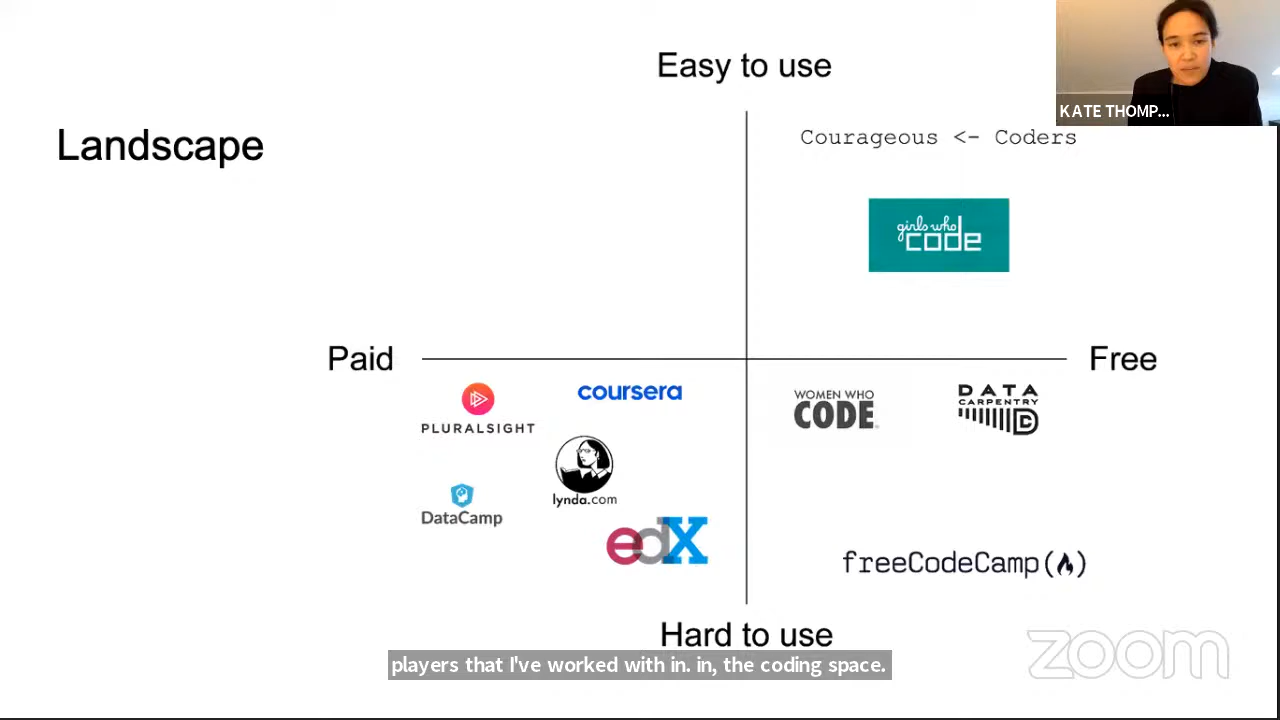 Easy to use
KATE THOMP...
Landscape
Courageous <- Coders
girls who
code
Paid
Free
PLURALSIGHT
coursera
WOMEN WHO
CODE
DATA
CARPENTRY
lynda.com
DataCamp
edX
freeCodeCamp(🔥)
Hard to use
players that I've worked with in. in, the coding space.
zoom